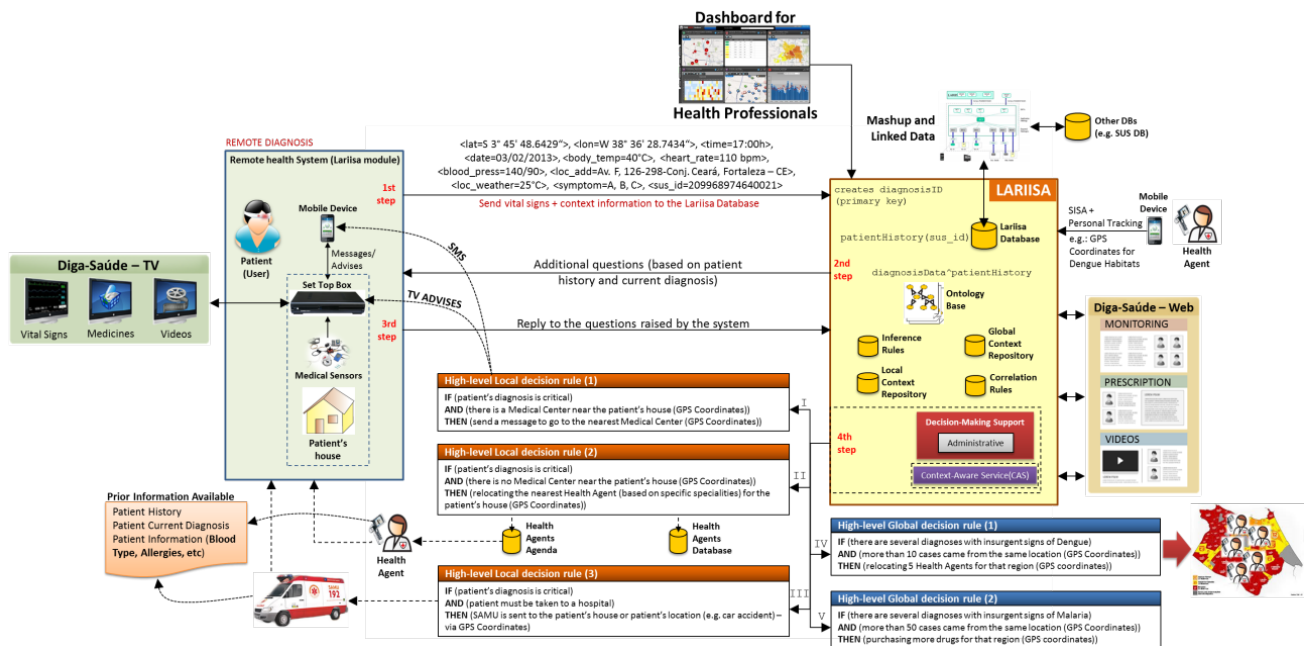 Dashboard for
Health Professionals
Mashup and
Linked Data
Other DBs
(e.g. SUS DB)
REMOTE DIAGNOSIS
Remote health System (Lariisa module)
Mobile Device
Patient
(User)
Messages/
Advises
Set Top Box
Medical Sensors
Patient's
house
1st
step
<lat=S 3° 45' 48.6429”>, <lon=W 38° 36' 28.7434”>, <time=17:00h>,
<date=03/02/2013>, <body_temp=40°C>, <heart_rate=110 bpm>,
<blood_press=140/90>, <loc_add=Av. F, 126-298-Conj. Ceará, Fortaleza – CE>,
<loc_weather=25°C>, <symptom=A, B, C>, <sus_id=209968974640021>
Send vital signs + context information to the Lariisa Database
SMS
TV ADVISES
Additional questions (based on patient
history and current diagnosis)
2nd
step
3rd
step
Reply to the questions raised by the system
Diga-Saúde – TV
Vital Signs
Medicines
Videos
LARIISA
creates diagnosisID
(primary key)
patientHistory(sus_id)
Lariisa
Database
diagnosisData^patientHistory
Ontology
Base
Inference
Rules
Global
Context
Repository
Local
Context
Repository
Correlation
Rules
4th
step
Decision-Making Support
Administrative
Context-Aware Service(CAS)
SISA +
Personal Tracking
e.g.: GPS
Coordinates for
Dengue Habitats
Mobile
Device
Health
Agent
Diga-Saúde – Web
MONITORING
PRESCRIPTION
VIDEOS
High-level Local decision rule (1)
IF (patient's diagnosis is critical)
AND (there is a Medical Center near the patient's house (GPS Coordinates))
THEN (send a message to go to the nearest Medical Center (GPS Coordinates))
I
High-level Local decision rule (2)
IF (patient's diagnosis is critical)
AND (there is no Medical Center near the patient's house (GPS Coordinates))
THEN (relocating the nearest Health Agent (based on specific specialities) for the
patient's house (GPS Coordinates))
II
Health
Agents
Agenda
Health
Agents
Database
Prior Information Available
Patient History
Patient Current Diagnosis
Patient Information (Blood
Type, Allergies, etc)
Health
Agent
SAMU
192
High-level Local decision rule (3)
IF (patient's diagnosis is critical)
AND (patient must be taken to a hospital)
THEN (SAMU is sent to the patient's house or patient's location (e.g. car accident) –
via GPS Coordinates)
III
IV
High-level Global decision rule (1)
IF (there are several diagnoses with insurgent signs of Dengue)
AND (more than 10 cases came from the same location (GPS Coordinates))
THEN (relocating 5 Health Agents for that region (GPS coordinates))
V
High-level Global decision rule (2)
IF (there are several diagnoses with insurgent signs of Malaria)
AND (more than 50 cases came from the same location (GPS Coordinates))
THEN (purchasing more drugs for that region (GPS coordinates))